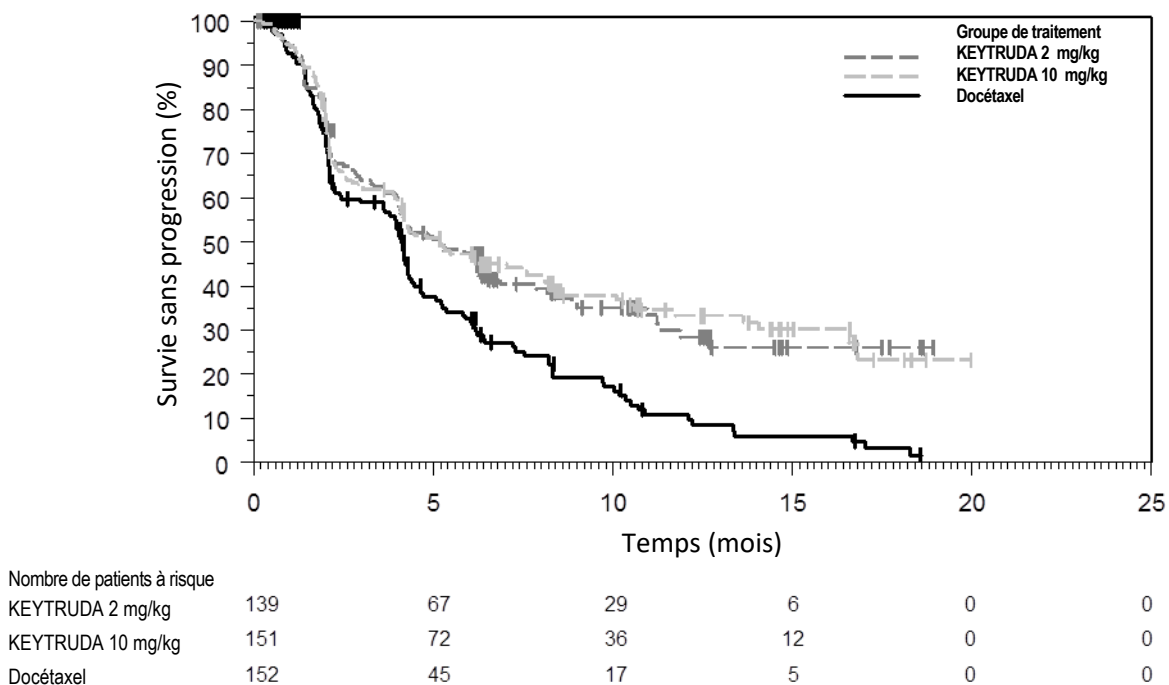 Groupe de traitement
KEYTRUDA 2 mg/kg
KEYTRUDA 10 mg/kg
Docétaxel
Survie sans progression (%)
100
90
80
70
60
50
40
30
20
10
0
0 5 10 15 20 25
Temps (mois)
Nombre de patients à risque
KEYTRUDA 2 mg/kg 139 67 29 6 0 0
KEYTRUDA 10 mg/kg 151 72 36 12 0 0
Docétaxel 152 45 17 5 0 0